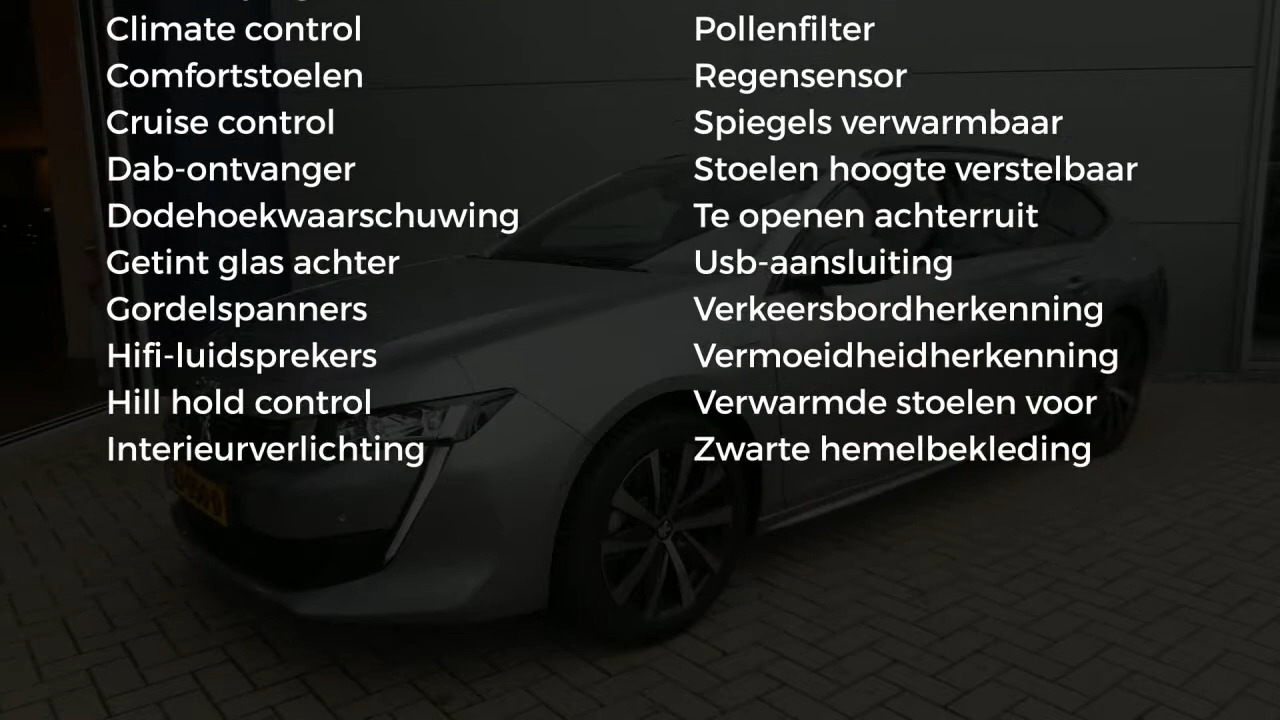 Climate control
Comfortstoelen
Cruise control
Dab-ontvanger
Dodehoekwaarschuwing
Getint glas achter
Gordelspanners
Hifi-luidsprekers
Hill hold control
Interieurverlichting
Pollenfilter
Regensensor
Spiegels verwarmbaar
Stoelen hoogte verstelbaar
Te openen achterruit
Usb-aansluiting
Verkeersbordherkenning
Vermoeidheidherkenning
Verwarmde stoelen voor
Zwarte hemelbekleding